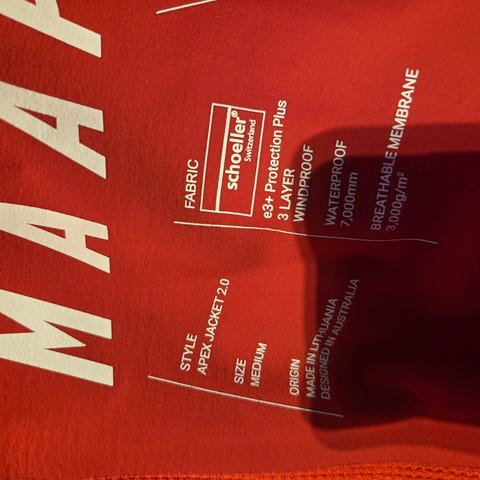 MAAP
FABRIC
schoeller®
Switzerland
e3+ Protection Plus
3 LAYER
WINDPROOF
WATERPROOF
7,000mm
BREATHABLE MEMBRANE
3,000g/m²
STYLE
APEX JACKET 2.0
SIZE
MEDIUM
ORIGIN
MADE IN LITHUANIA
DESIGNED IN AUSTRALIA